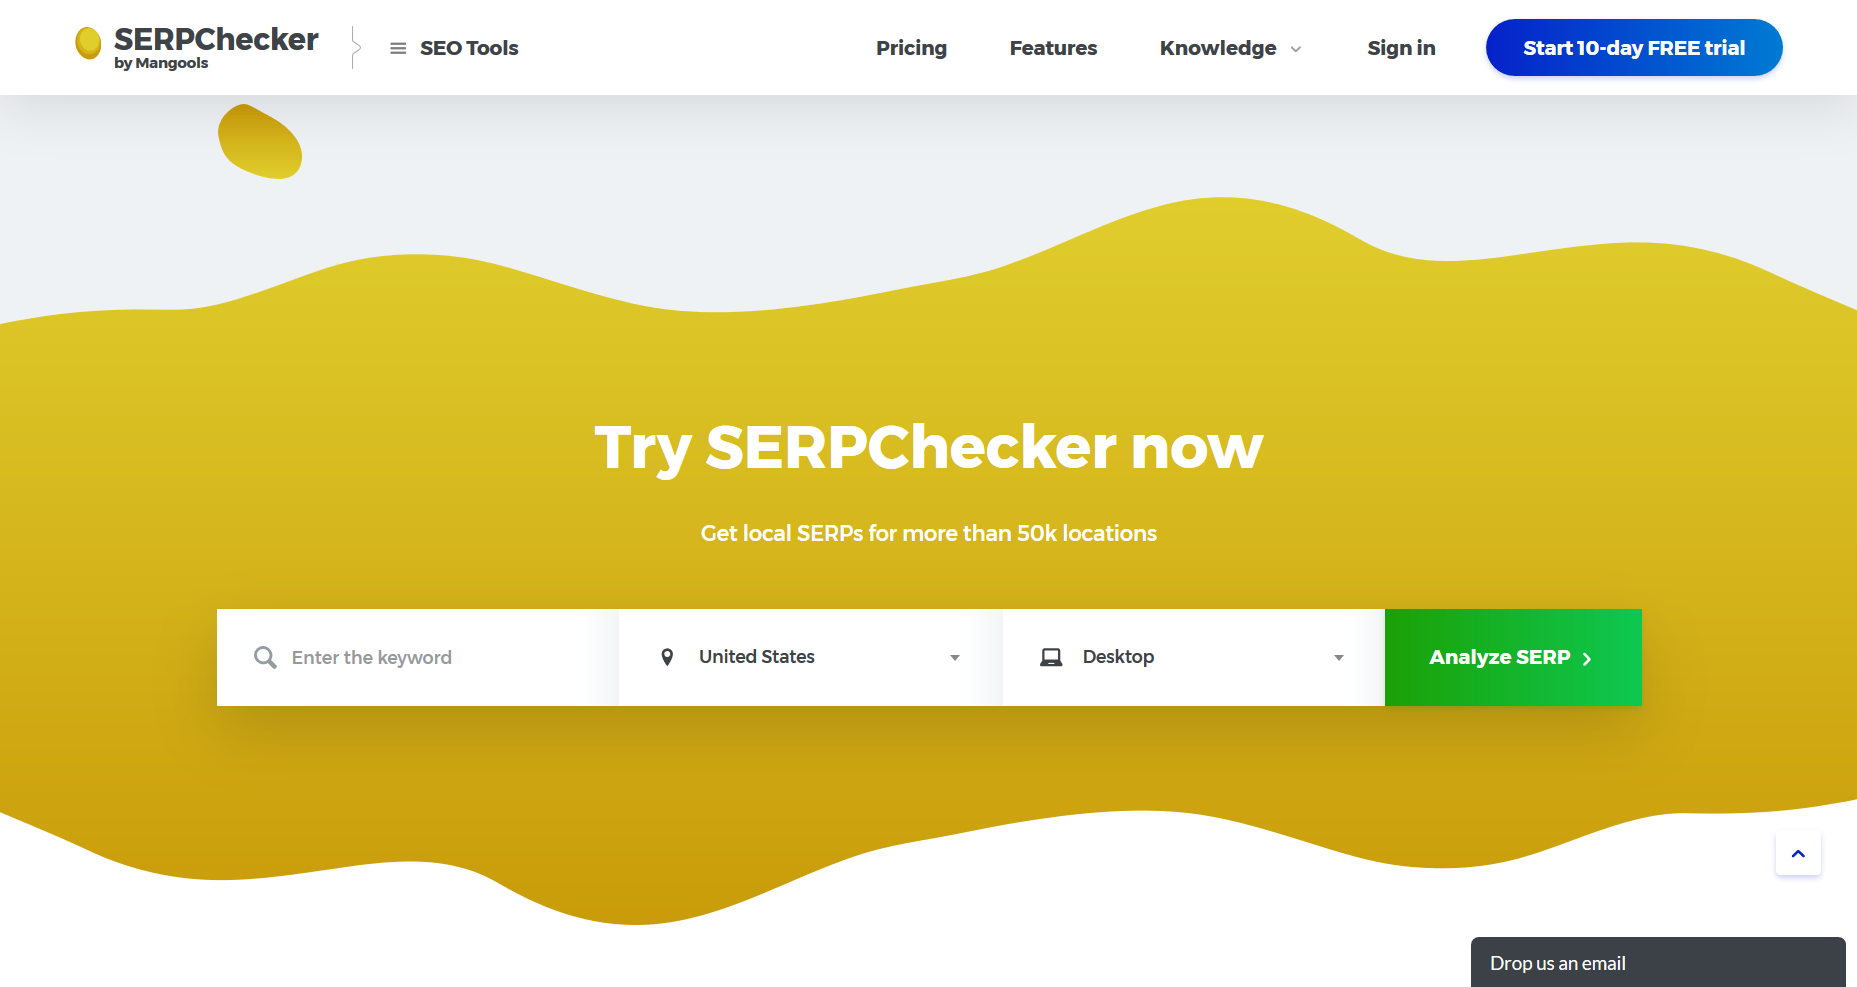 SERPChecker
by Mangools
SEO Tools
Pricing
Features
Knowledge
Sign in
Start 10-day FREE trial
Try SERPChecker now
Get local SERPs for more than 50k locations
Enter the keyword
United States
Desktop
Analyze SERP
Drop us an email